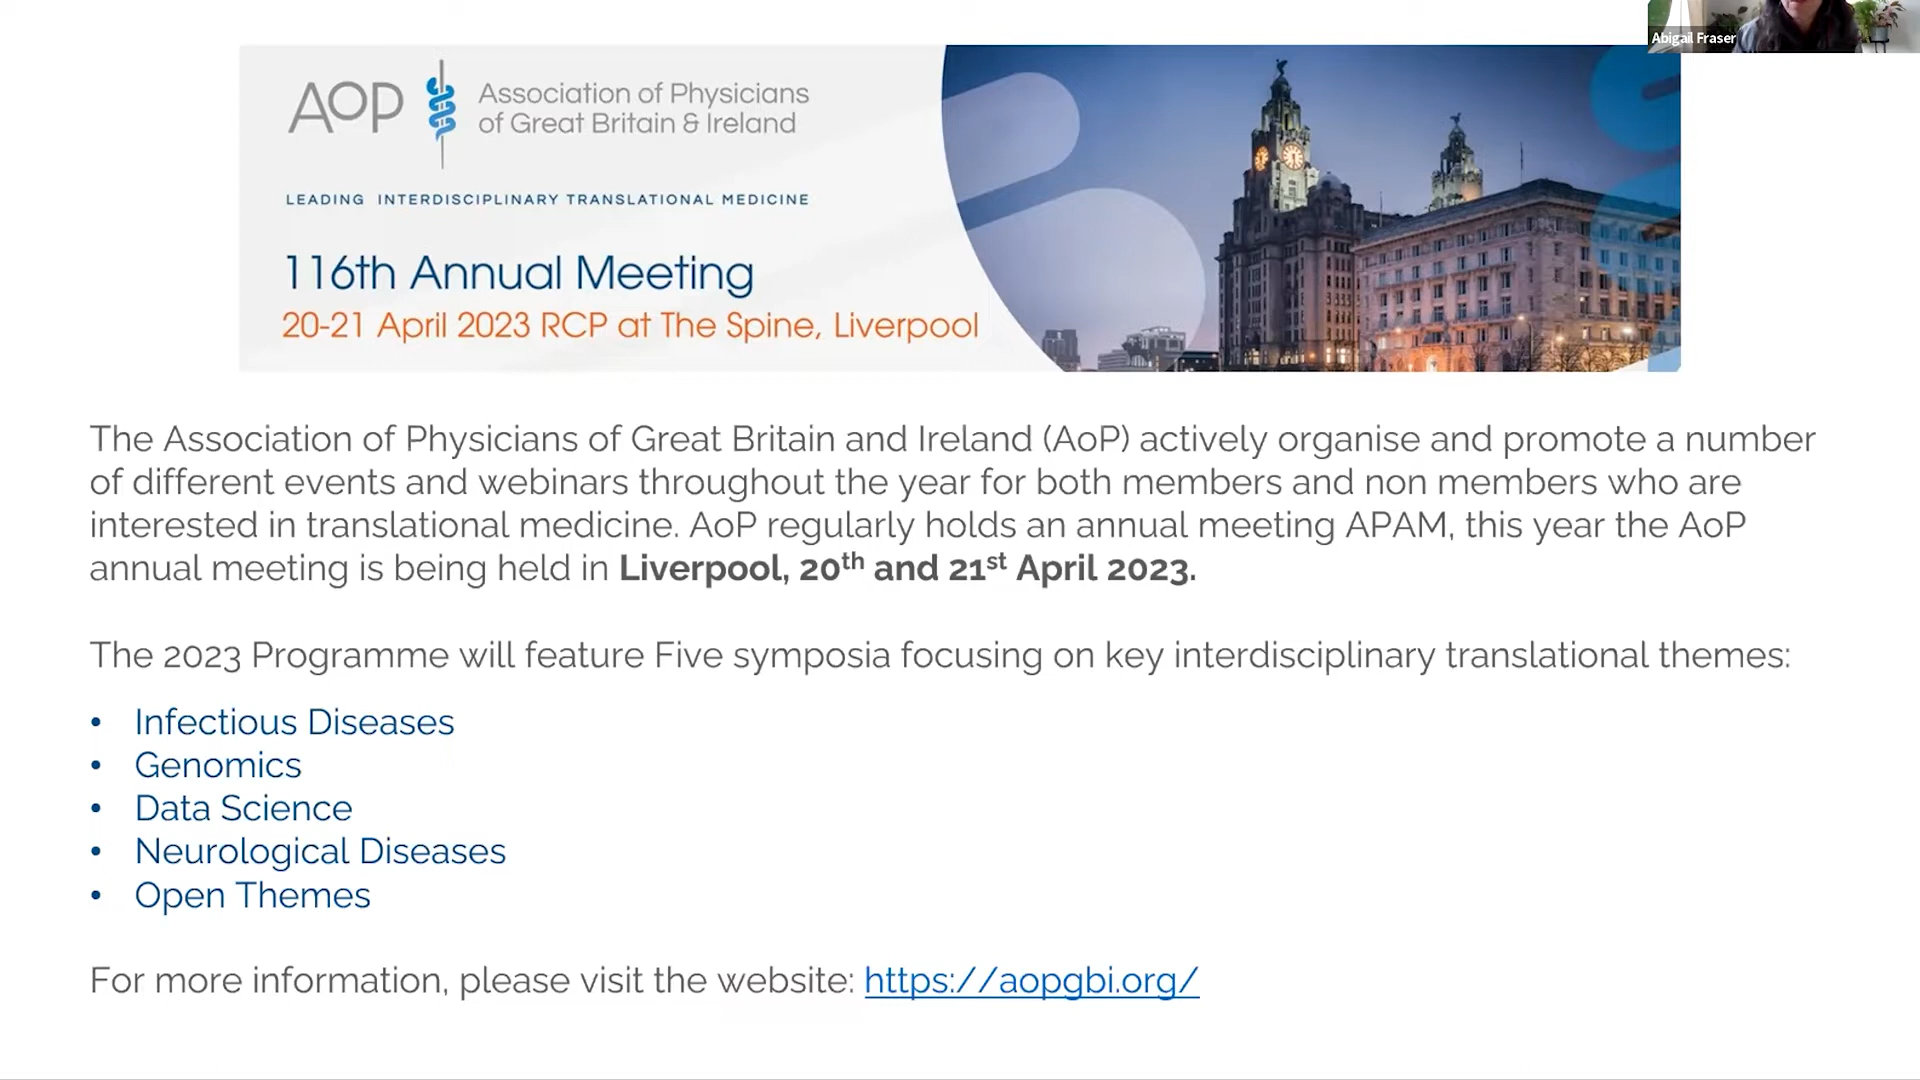 Abigail Fraser
AOP
Association of Physicians
of Great Britain & Ireland
LEADING INTERDISCIPLINARY TRANSLATIONAL MEDICINE
116th Annual Meeting
20-21 April 2023 RCP at The Spine, Liverpool
The Association of Physicians of Great Britain and Ireland (AoP) actively organise and promote a number
of different events and webinars throughout the year for both members and non members who are
interested in translational medicine. AoP regularly holds an annual meeting APAM, this year the AoP
annual meeting is being held in Liverpool, 20th and 21st April 2023.
The 2023 Programme will feature Five symposia focusing on key interdisciplinary translational themes:
• Infectious Diseases
• Genomics
• Data Science
• Neurological Diseases
• Open Themes
For more information, please visit the website: https://aopgbi.org/